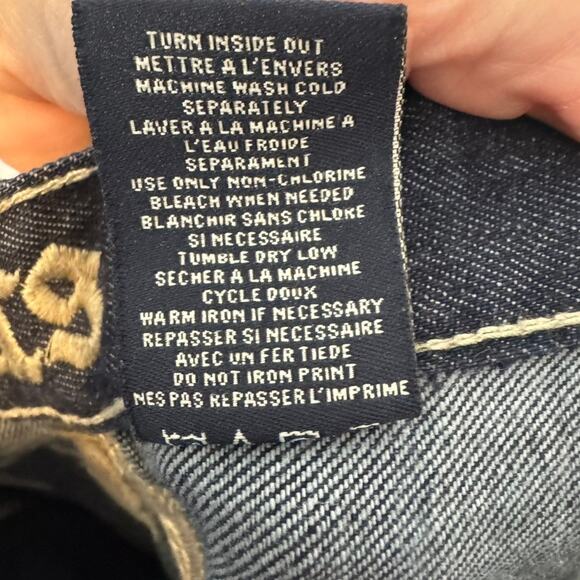 TURN INSIDE OUT
METTRE A L'ENVERS
MACHINE WASH COLD
SEPARATELY
LAVER A LA MACHINE A
L'EAU FROIDE
SEPARAMENT
USE ONLY NON-CHLORINE
BLEACH WHEN NEEDED
BLANCHIR SANS CHLORE
SI NECESSAIRE
TUMBLE DRY LOW
SECHER A LA MACHINE
CYCLE DOUX
WARM IRON IF NECESSARY
REPASSER SI NECESSAIRE
AVEC UN FER TIEDE
DO NOT IRON PRINT
NES PAS REPASSER L'IMPRIME